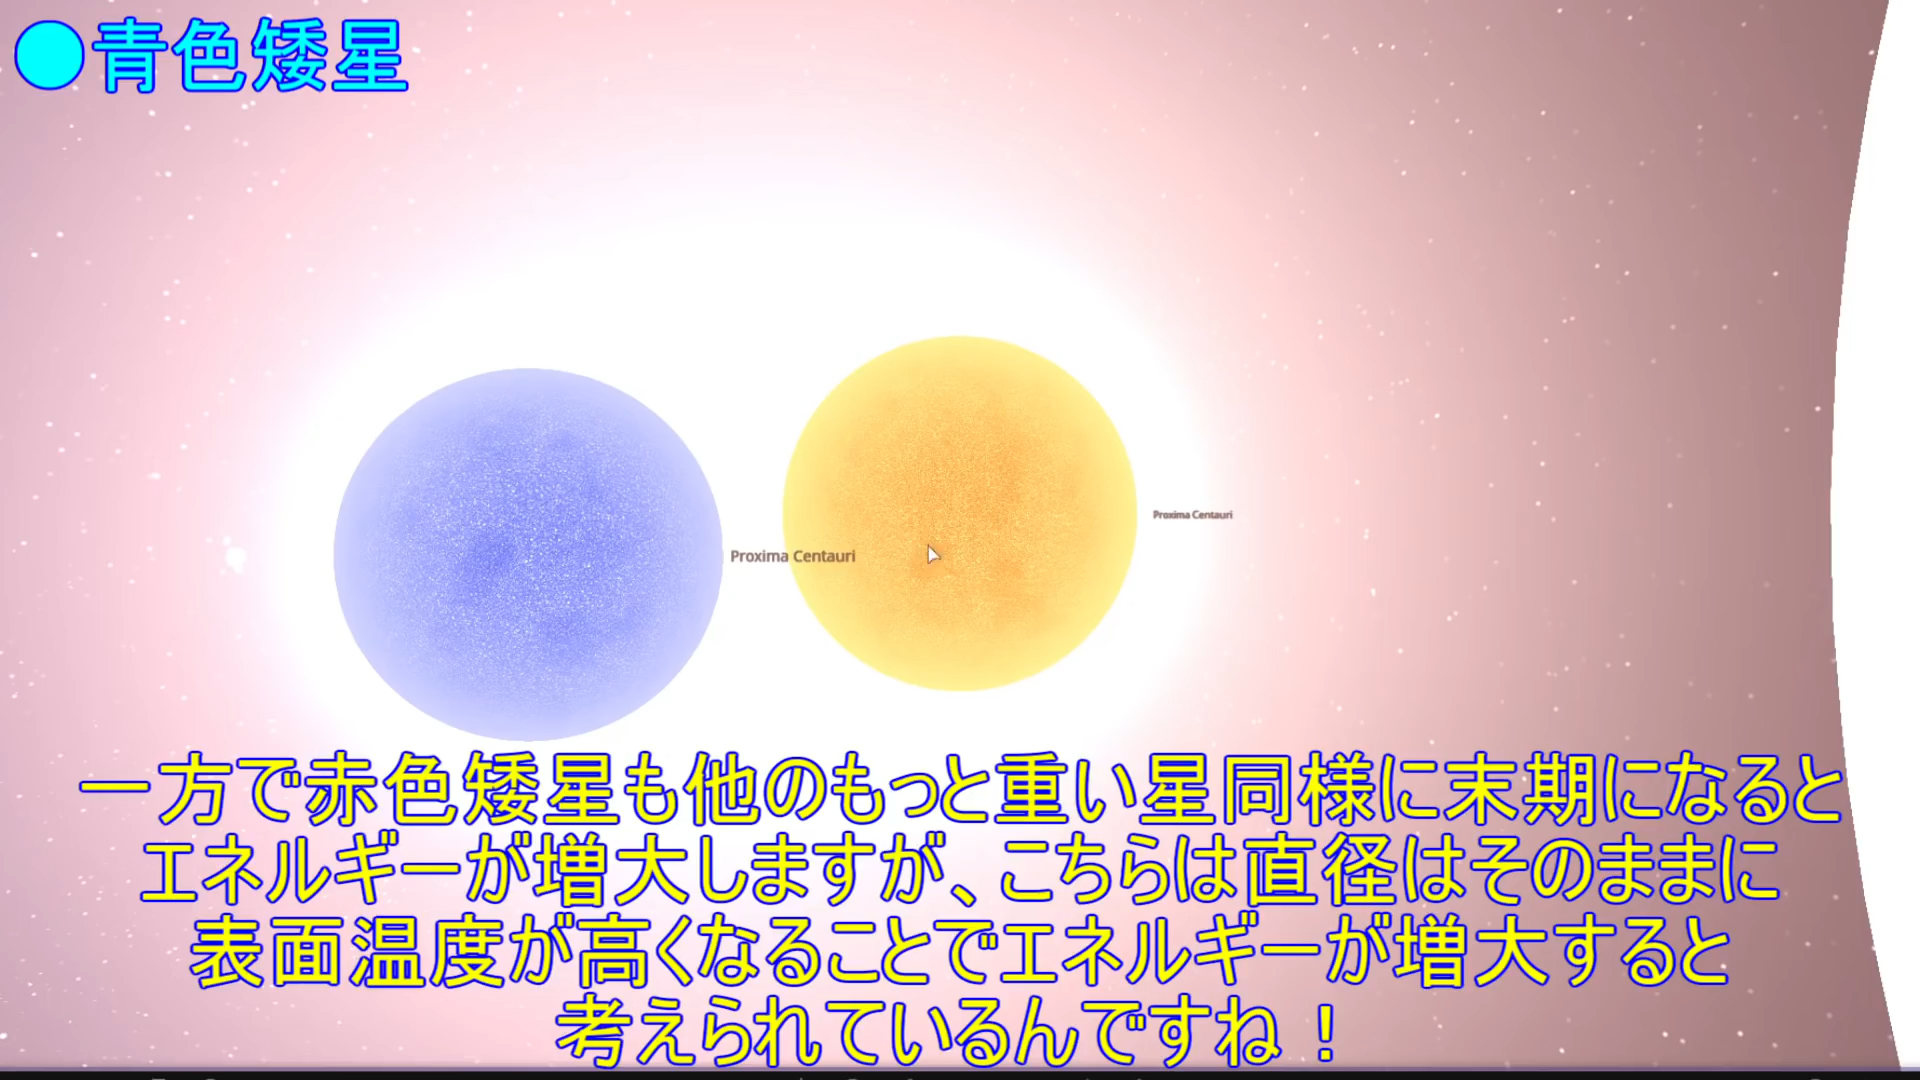 ●青色矮星
Proxima Centauri
Proxima Centauri
一方で赤色矮星も他のもっと重い星同様に末期になると
エネルギーが増大しますが、こちらは直径はそのままに
表面温度が高くなることでエネルギーが増大すると
考えられているんですね！